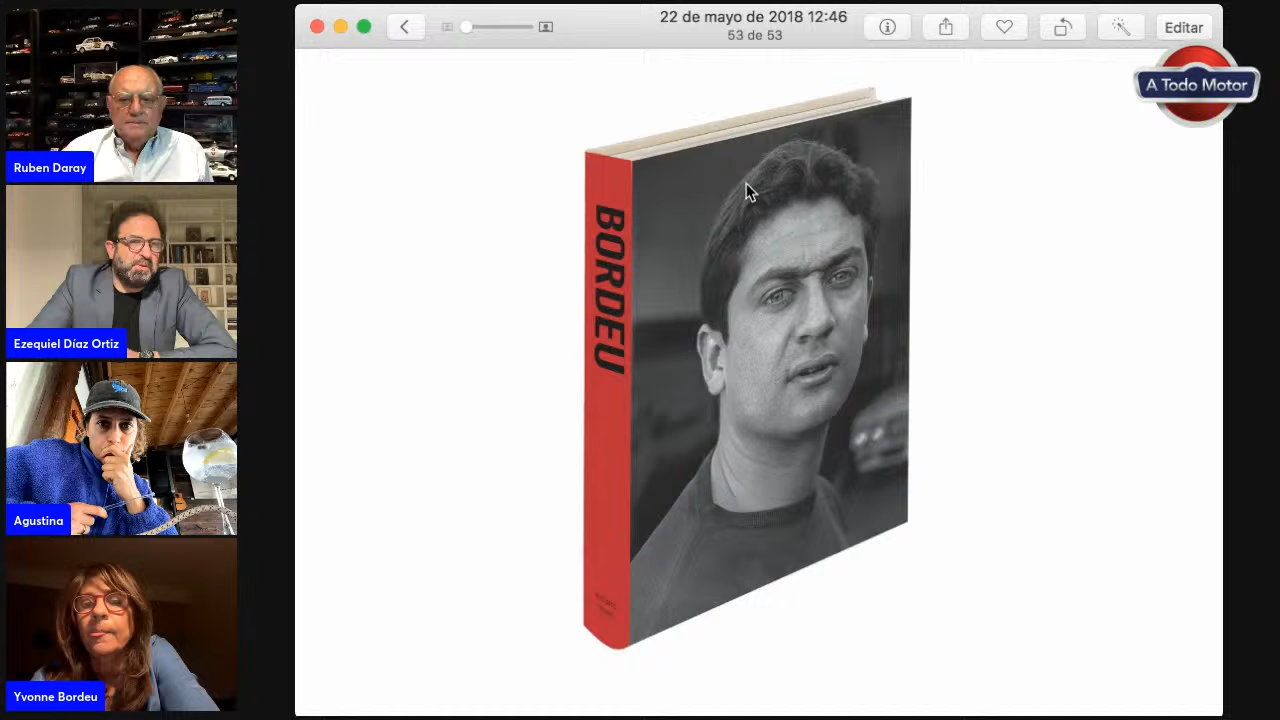 22 de mayo de 2018 12:46
53 de 53
Editar
A Todo Motor
Ruben Daray
Ezequiel Díaz Ortiz
Agustina
Yvonne Bordeu
BORDEU